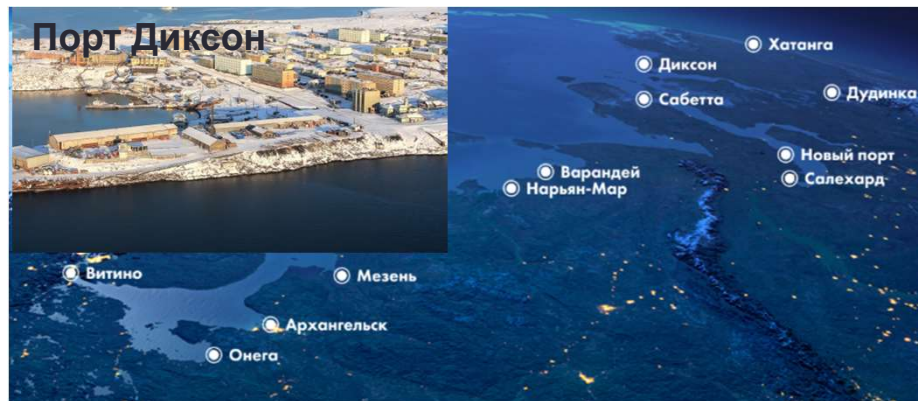 Порт Диксон
Хатанга
Диксон
Сабетта
Дудинка
Новый порт
Варандей
Салехард
Нарьян-Мар
Витино
Мезень
Архангельск
Онега